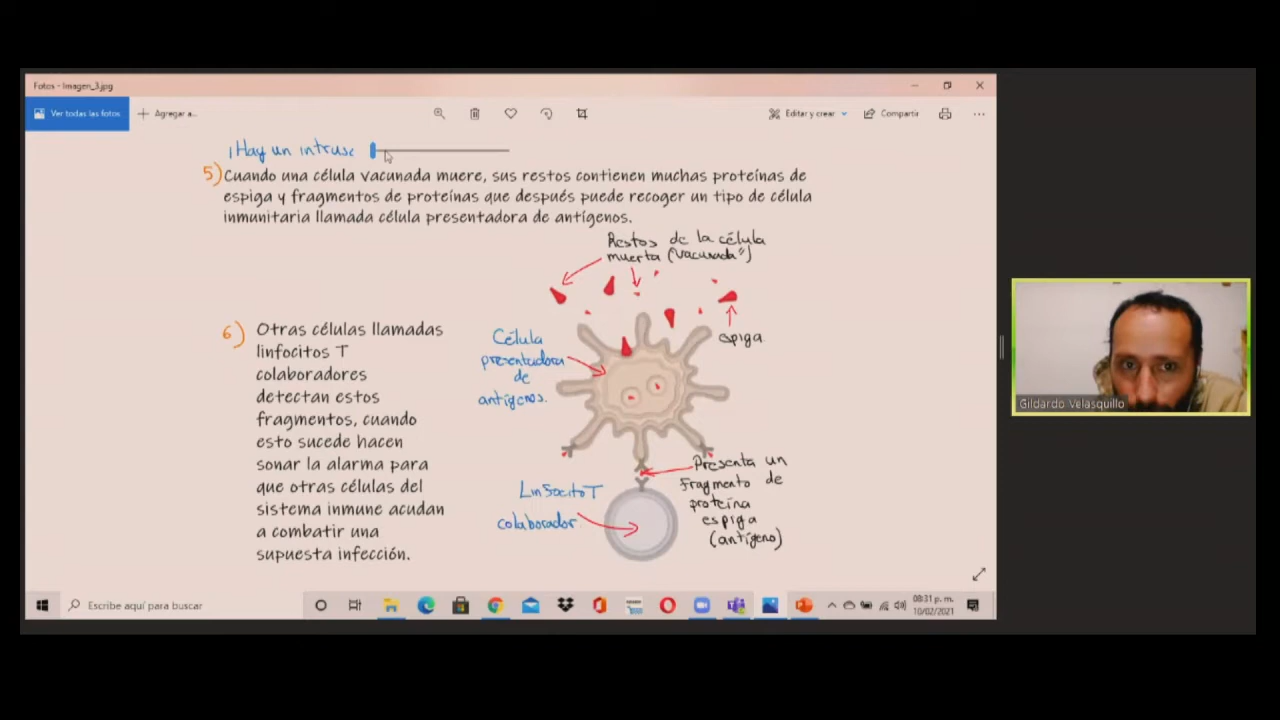 Fotos - Imagen_3.jpg
Ver todas las fotos
Agregar a...
Editar y crear
Compartir
¡Hay un intruso
5) Cuando una célula vacunada muere, sus restos contienen muchas proteínas de
espiga y fragmentos de proteínas que después puede recoger un tipo de célula
inmunitaria llamada célula presentadora de antígenos.
Restos de la célula
muerta ("Vacunada")
espiga
Célula
presentadora
de
antígenos.
6) Otras células llamadas
linfocitos T
colaboradores
detectan estos
fragmentos, cuando
esto sucede hacen
sonar la alarma para
que otras células del
sistema inmune acudan
a combatir una
supuesta infección.
Linfocito T
colaborador
Presenta un
fragmento de
proteína
espiga
(antígeno)
Gildardo Velasquillo
Escribe aquí para buscar
08:31 p. m.
10/02/2021